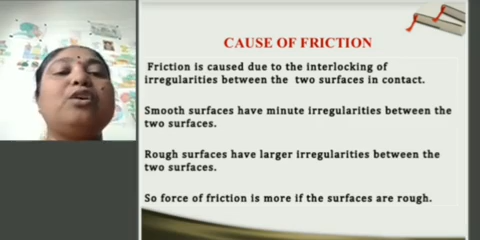 CAUSE OF FRICTION
Friction is caused due to the interlocking of
irregularities between the two surfaces in contact.
Smooth surfaces have minute irregularities between the
two surfaces.
Rough surfaces have larger irregularities between the
two surfaces.
So force of friction is more if the surfaces are rough.